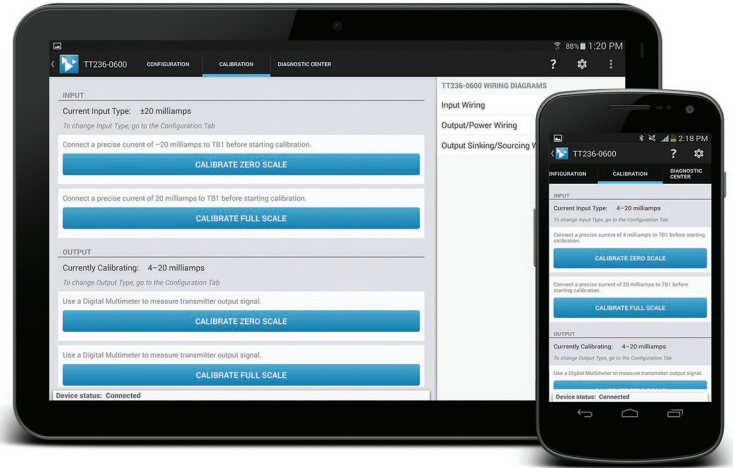 88% 1:20 PM
TT236-0600 CONFIGURATION CALIBRATION DIAGNOSTIC CENTER ?
INPUT
Current Input Type: ±20 milliamps
To change Input Type, go to the Configuration Tab
Connect a precise current of −20 milliamps to TB1 before starting calibration.
CALIBRATE ZERO SCALE
Connect a precise current of 20 milliamps to TB1 before starting calibration.
CALIBRATE FULL SCALE
OUTPUT
Currently Calibrating: 4–20 milliamps
To change Output Type, go to the Configuration Tab
Use a Digital Multimeter to measure transmitter output signal.
CALIBRATE ZERO SCALE
Use a Digital Multimeter to measure transmitter output signal.
CALIBRATE FULL SCALE
Device status: Connected
TT236-0600 WIRING DIAGRAMS
Input Wiring
Output/Power Wiring
Output Sinking/Sourcing W
2:18 PM
TT236-0600 ?
ONFIGURATION CALIBRATION DIAGNOSTIC
CENTER
INPUT
Current Input Type: 4–20 milliamps
To change Input Type, go to the Configuration Tab
Connect a precise current of 4 milliamps to TB1 before starting
calibration.
CALIBRATE ZERO SCALE
Connect a precise current of 20 milliamps to TB1 before
starting calibration.
CALIBRATE FULL SCALE
OUTPUT
Currently Calibrating: 4–20 milliamps
To change Output Type, go to the Configuration Tab
Use a Digital Multimeter to measure transmitter output signal.
Device status: Connected